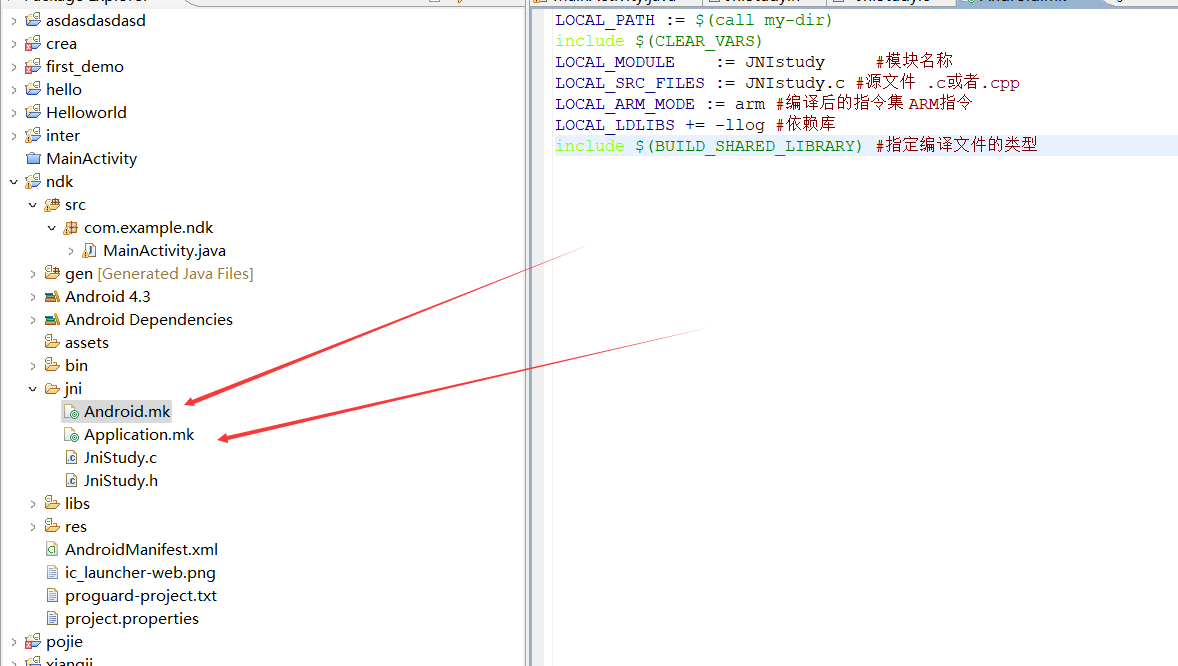 asdasdasdasd
crea
first_demo
hello
Helloworld
inter
MainActivity
ndk
src
com.example.ndk
MainActivity.java
gen [Generated Java Files]
Android 4.3
Android Dependencies
assets
bin
jni
Android.mk
Application.mk
JniStudy.c
JniStudy.h
libs
res
AndroidManifest.xml
ic_launcher-web.png
proguard-project.txt
project.properties
pojie
LOCAL_PATH := $(call my-dir)
include $(CLEAR_VARS)
LOCAL_MODULE    := JNIstudy     #模块名称
LOCAL_SRC_FILES := JNIstudy.c #源文件 .c或者.cpp
LOCAL_ARM_MODE := arm #编译后的指令集 ARM指令
LOCAL_LDLIBS += -llog #依赖库
include $(BUILD_SHARED_LIBRARY) #指定编译文件的类型